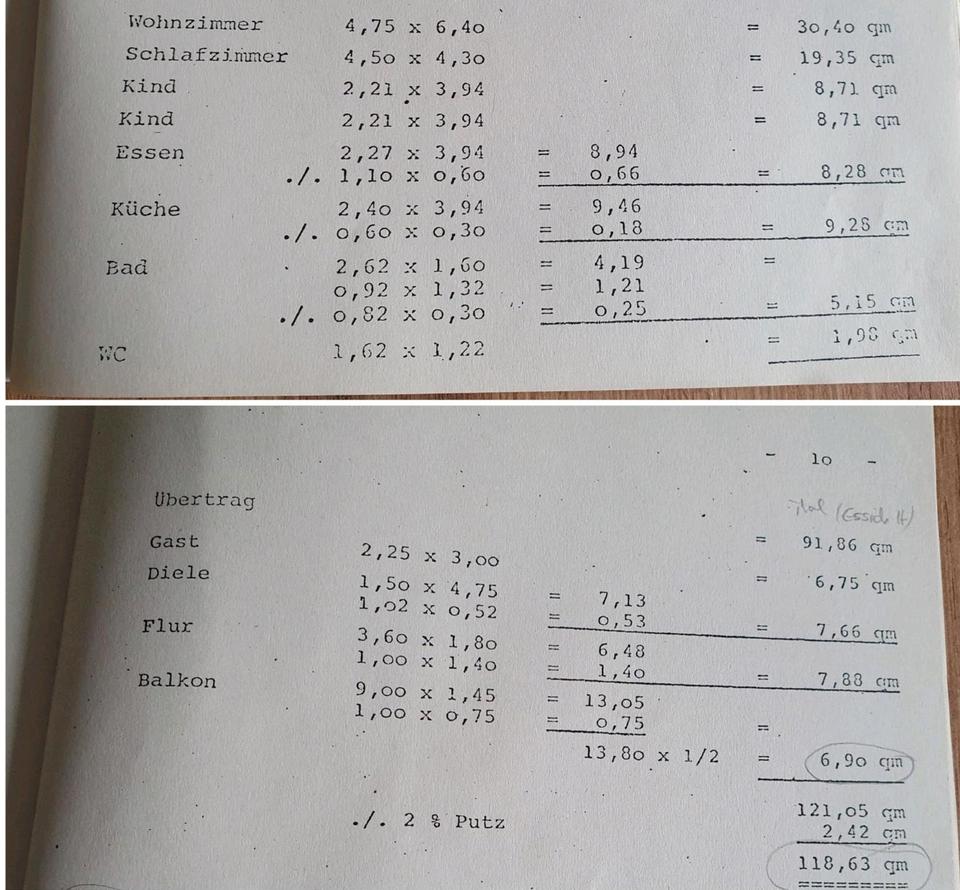 Wohnzimmer 4,75 x 6,40 = 30,40 qm
Schlafzimmer 4,50 x 4,30 = 19,35 qm
Kind 2,21 x 3,94 = 8,71 qm
Kind 2,21 x 3,94 = 8,71 qm
Essen 2,27 x 3,94 = 8,94
./. 1,10 x 0,60 = 0,66 = 8,28 qm
Küche 2,40 x 3,94 = 9,46
./. 0,60 x 0,30 = 0,18 = 9,28 qm
Bad 2,62 x 1,60 = 4,19 =
0,92 x 1,32 = 1,21
./. 0,82 x 0,30 = 0,25 = 5,15 qm
WC 1,62 x 1,22 = 1,98 qm
- 10 -
Übertrag = 91,86 qm
Gast 2,25 x 3,00 = 6,75 qm
Diele 1,50 x 4,75 = 7,13
1,02 x 0,52 = 0,53 = 7,66 qm
Flur 3,60 x 1,80 = 6,48
1,00 x 1,40 = 1,40 = 7,88 qm
Balkon 9,00 x 1,45 = 13,05
1,00 x 0,75 = 0,75 =
13,80 x 1/2 = 6,90 qm
121,05 qm
./. 2 % Putz 2,42 qm
118,63 qm